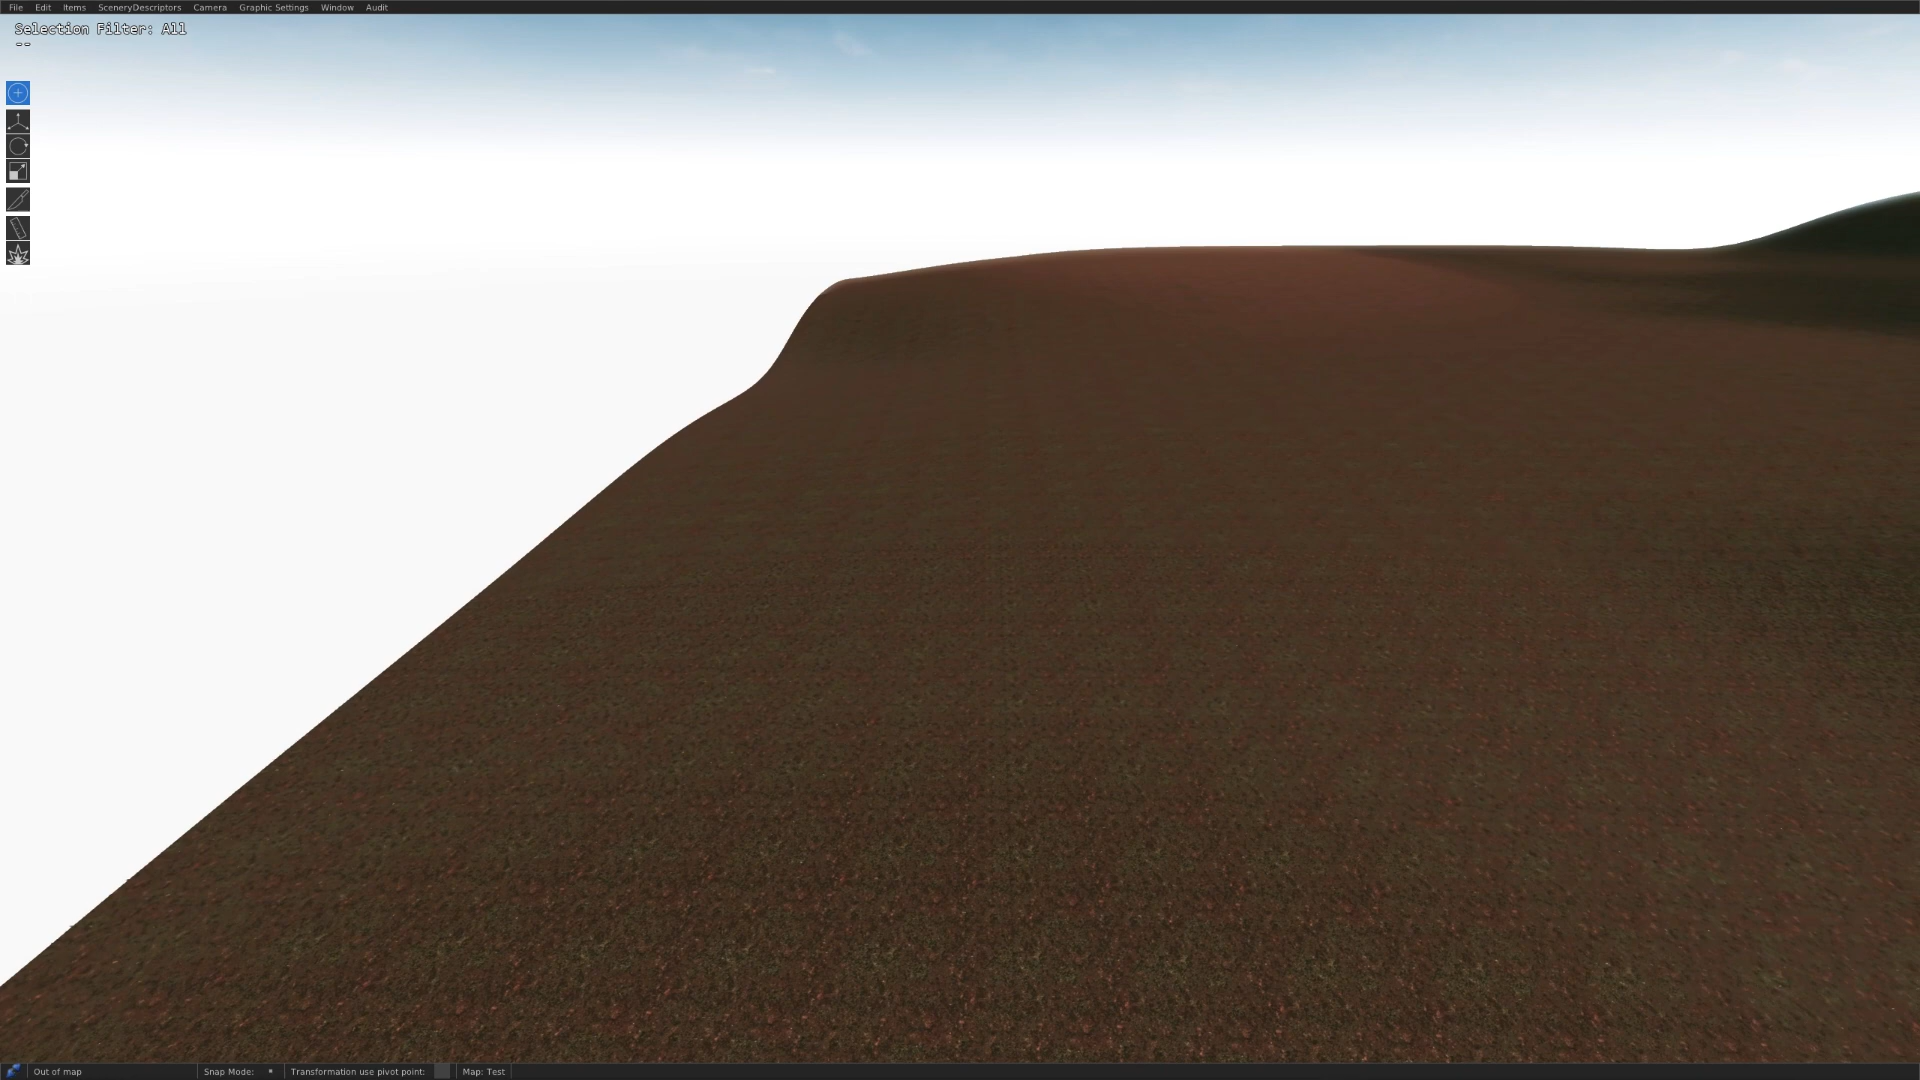 File Edit Items SceneryDescriptors Camera Graphic Settings Window Audit
Selection Filter: All
--
Out of map Snap Mode: Transformation use pivot point: Map: Test